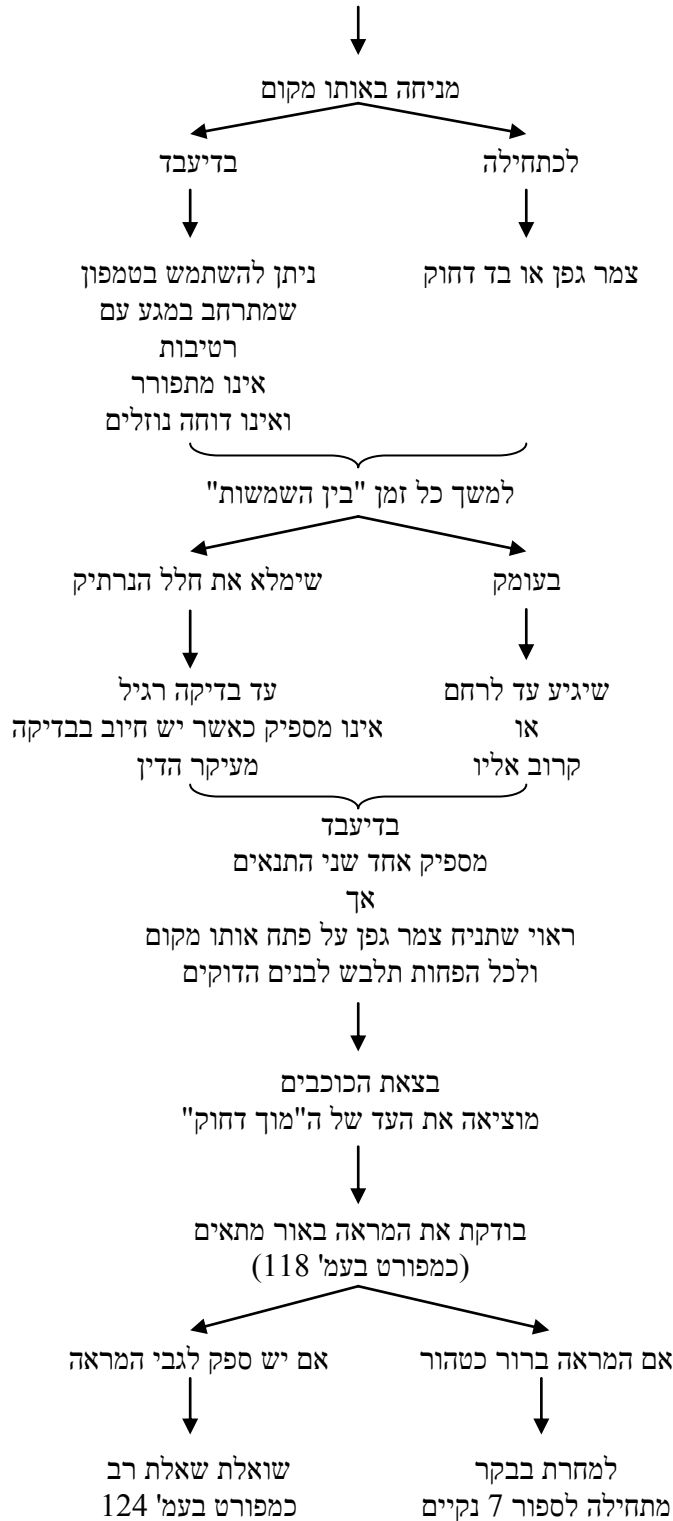 מניחה באותו מקום
לכתחילה
בדיעבד
צמר גפן או בד דחוק
ניתן להשתמש בטמפון
שמתרחב במגע עם
רטיבות
אינו מתפורר
ואינו דוחה נוזלים
למשך כל זמן "בין השמשות"
בעומק
שימלא את חלל הנרתיק
שיגיע עד לרחם
או
קרוב אליו
עד בדיקה רגיל
אינו מספיק כאשר יש חיוב בבדיקה
מעיקר הדין
בדיעבד
מספיק אחד שני התנאים
אך
ראוי שתניח צמר גפן על פתח אותו מקום
ולכל הפחות תלבש לבנים הדוקים
בצאת הכוכבים
מוציאה את העד של ה"מוך דחוק"
בודקת את המראה באור מתאים
(כמפורט בעמ' 118)
אם המראה ברור כטהור
אם יש ספק לגבי המראה
למחרת בבקר
מתחילה לספור 7 נקיים
שואלת שאלת רב
כמפורט בעמ' 124